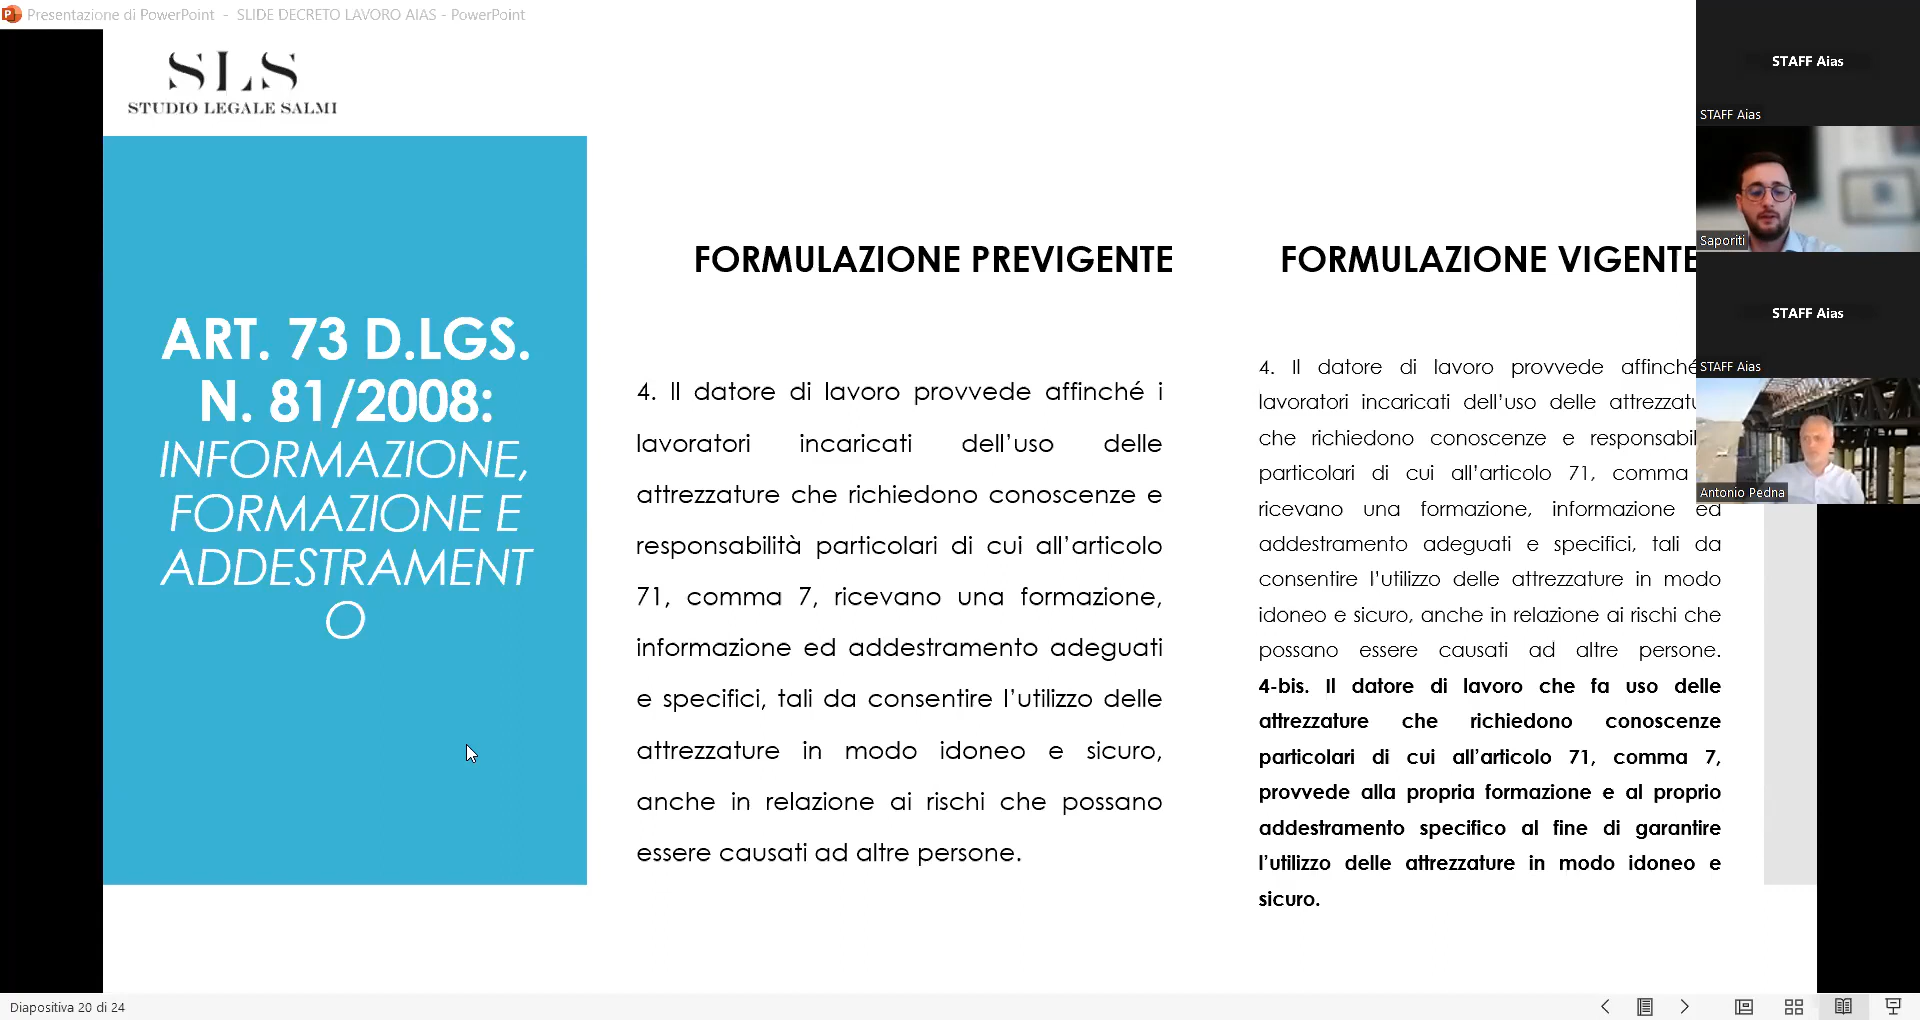 Presentazione di PowerPoint - SLIDE DECRETO LAVORO AIAS - PowerPoint
SLS
STUDIO LEGALE SALMI
ART. 73 D.LGS.
N. 81/2008:
INFORMAZIONE,
FORMAZIONE E
ADDESTRAMENT
O
FORMULAZIONE PREVIGENTE
4. Il datore di lavoro provvede affinché i
lavoratori incaricati dell'uso delle
attrezzature che richiedono conoscenze e
responsabilità particolari di cui all'articolo
71, comma 7, ricevano una formazione,
informazione ed addestramento adeguati
e specifici, tali da consentire l'utilizzo delle
attrezzature in modo idoneo e sicuro,
anche in relazione ai rischi che possano
essere causati ad altre persone.
FORMULAZIONE VIGENTE
4. Il datore di lavoro provvede affinché
lavoratori incaricati dell'uso delle attrezzatu
che richiedono conoscenze e responsabil
particolari di cui all'articolo 71, comma
ricevano una formazione, informazione ed
addestramento adeguati e specifici, tali da
consentire l'utilizzo delle attrezzature in modo
idoneo e sicuro, anche in relazione ai rischi che
possano essere causati ad altre persone.
4-bis. Il datore di lavoro che fa uso delle
attrezzature che richiedono conoscenze
particolari di cui all'articolo 71, comma 7,
provvede alla propria formazione e al proprio
addestramento specifico al fine di garantire
l'utilizzo delle attrezzature in modo idoneo e
sicuro.
STAFF Aias
STAFF Aias
Saporiti
STAFF Aias
STAFF Aias
Antonio Pedna
Diapositiva 20 di 24